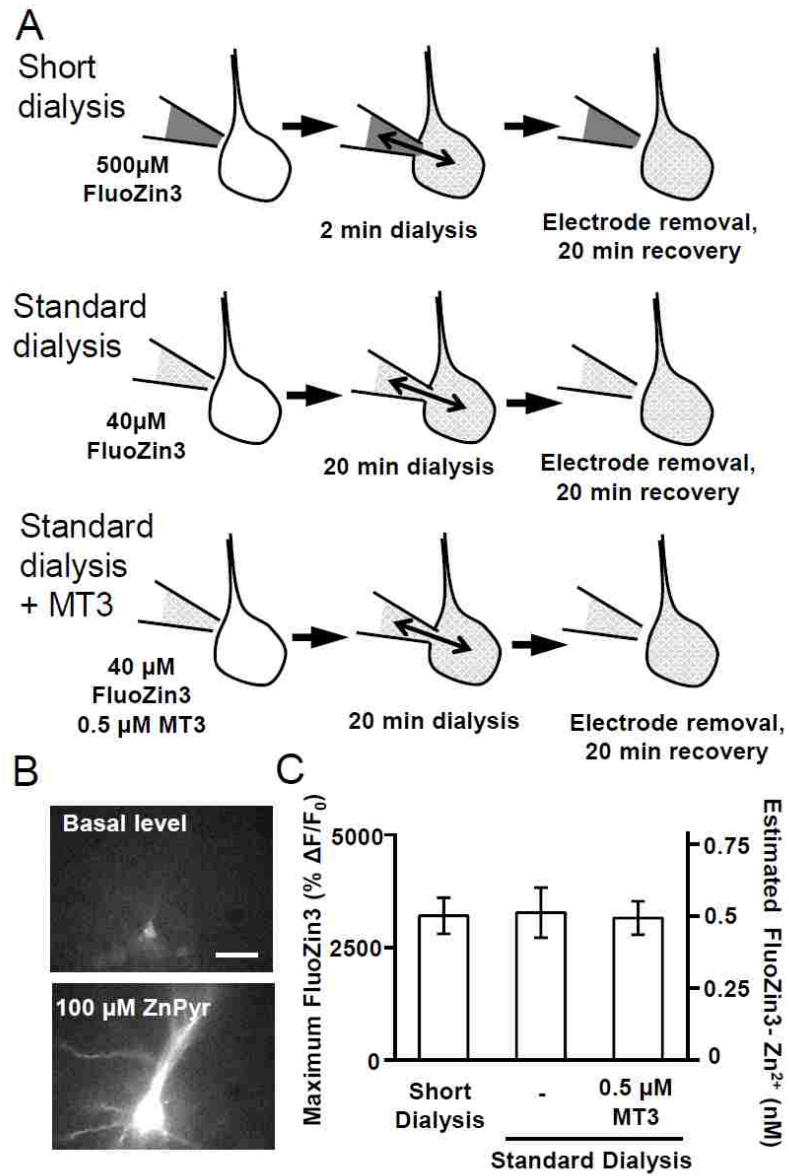 A
Short
dialysis
500µM
FluoZin3
2 min dialysis
Electrode removal,
20 min recovery
Standard
dialysis
40µM
FluoZin3
20 min dialysis
Electrode removal,
20 min recovery
Standard
dialysis
+ MT3
40 µM
FluoZin3
0.5 µM MT3
20 min dialysis
Electrode removal,
20 min recovery
B
Basal level
100 µM ZnPyr
C
Maximum FluoZin3 (% ΔF/F₀)
5000
2500
0
0.75
0.5
0.25
0
Estimated FluoZin3- Zn²⁺ (nM)
Short
Dialysis
-
0.5 µM
MT3
Standard Dialysis